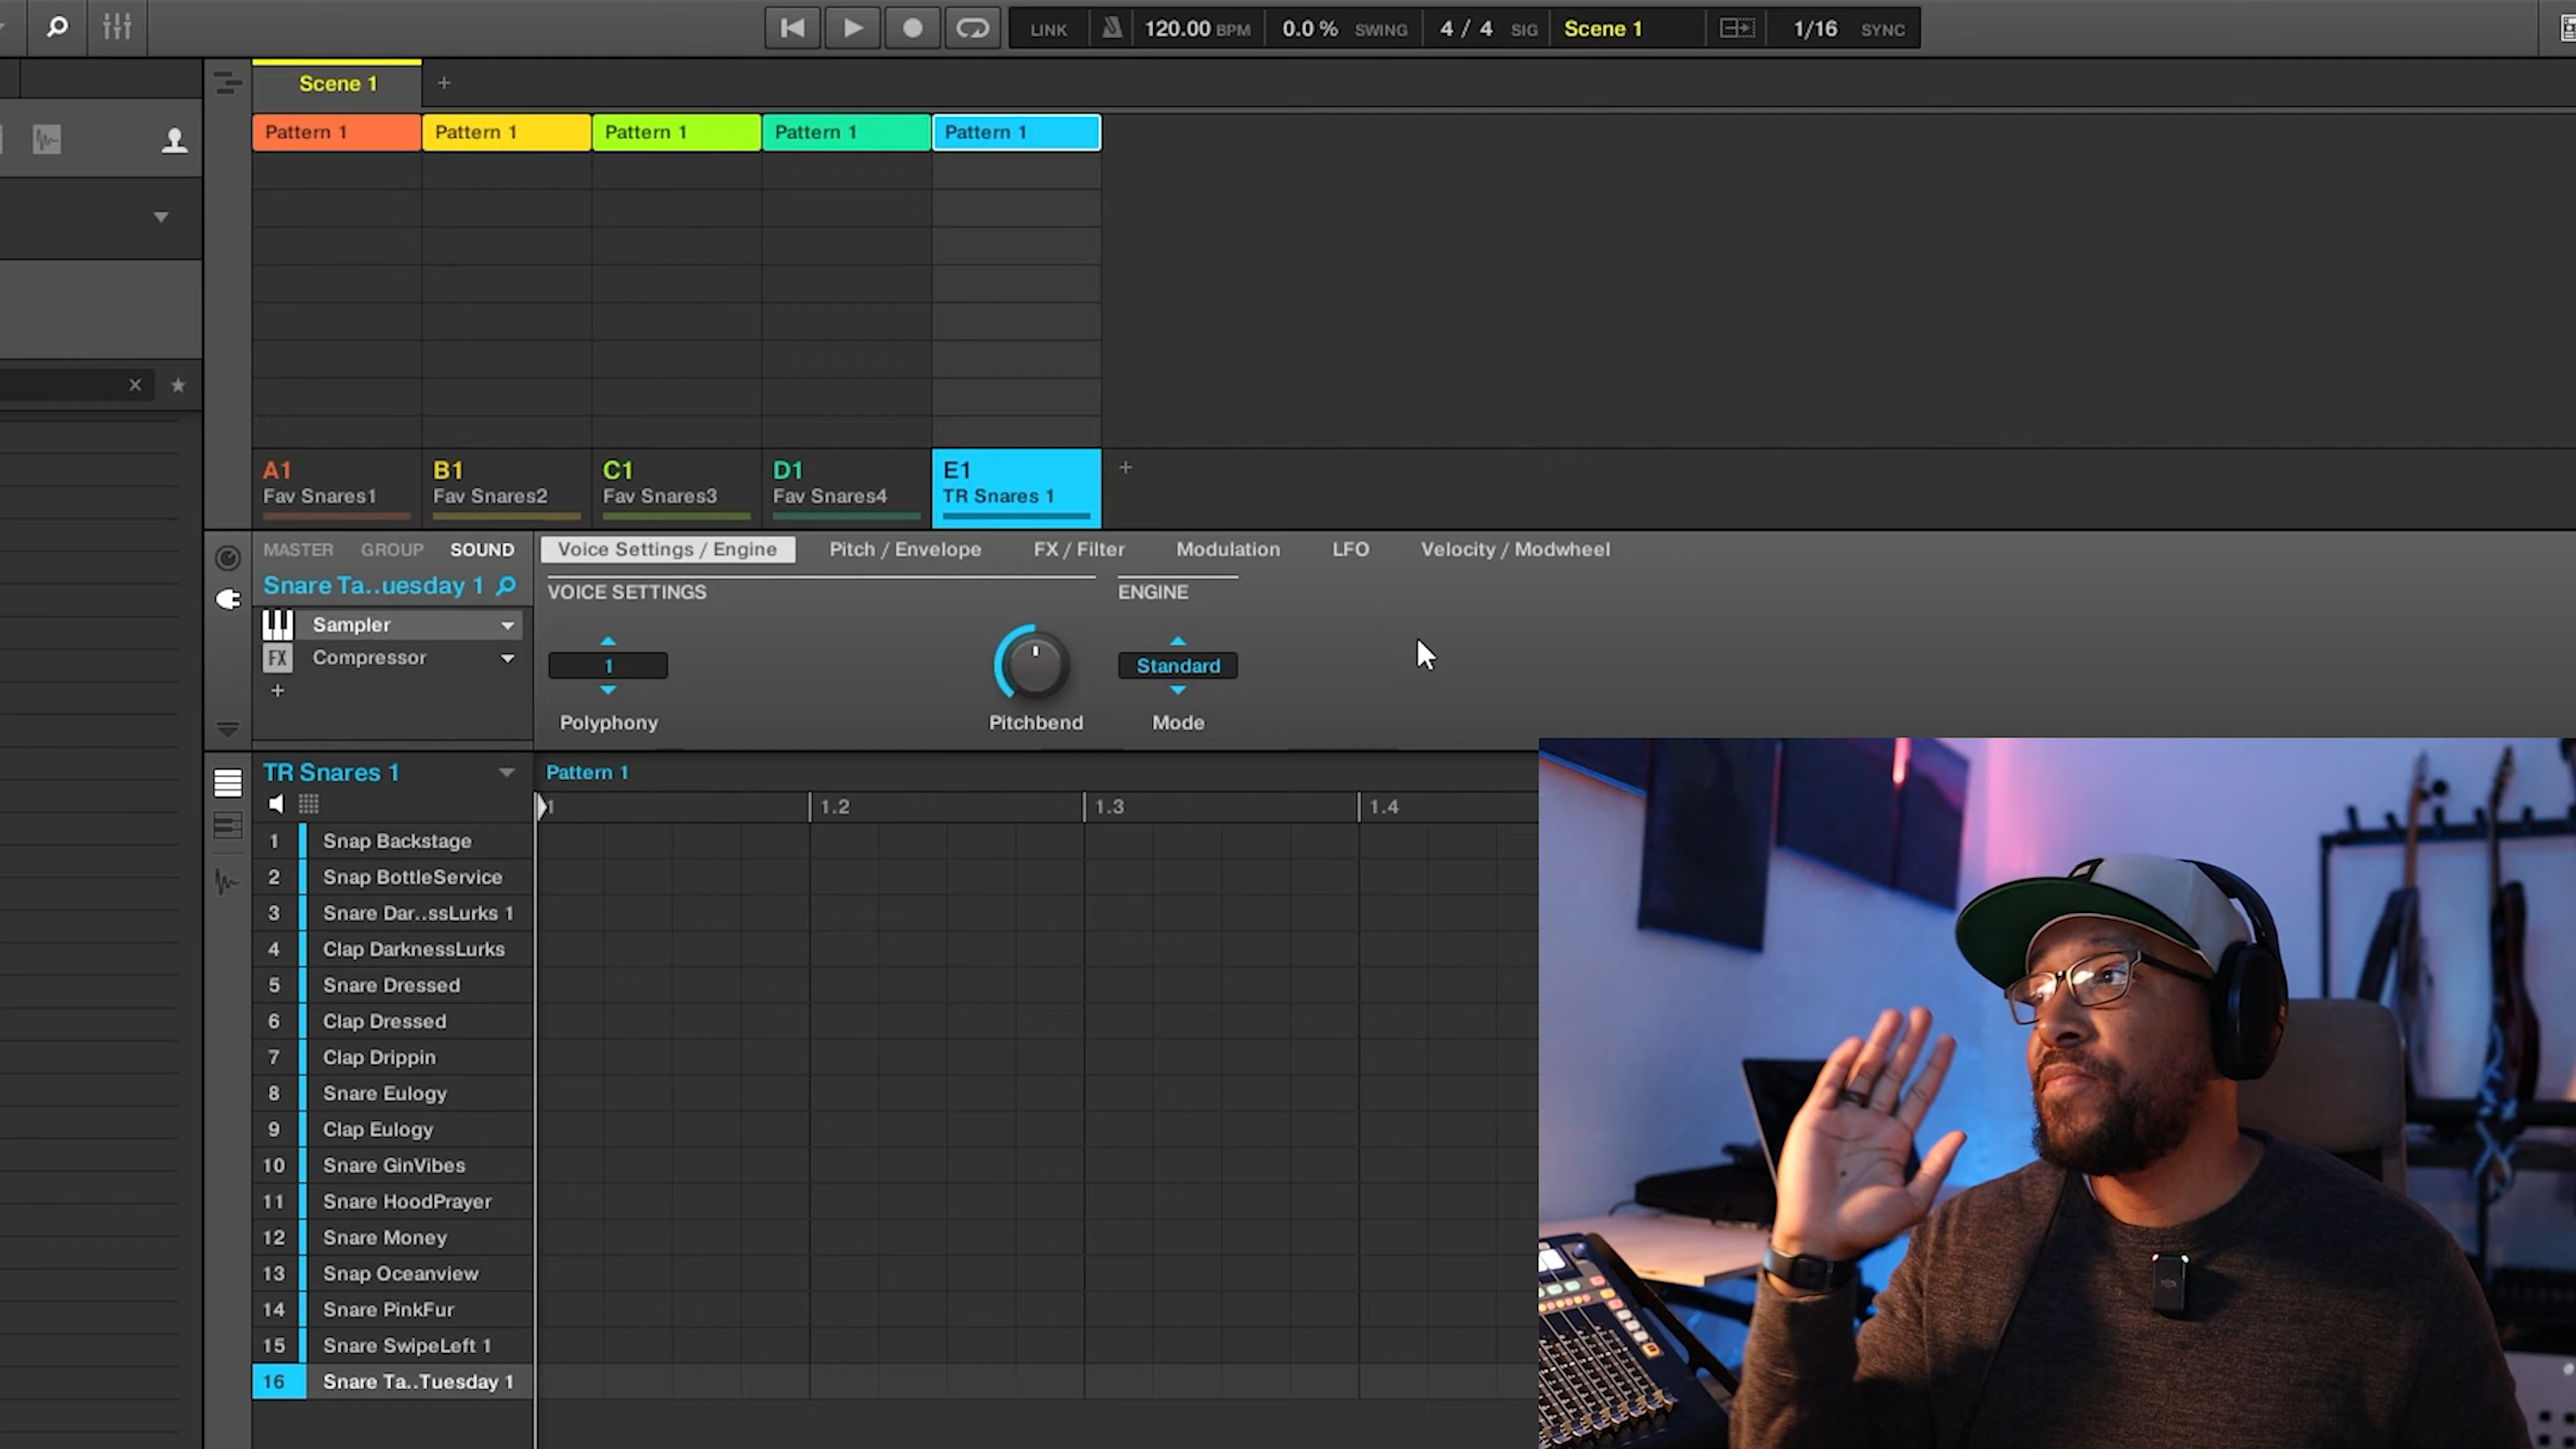 LINK 120.00 BPM 0.0 % SWING 4 / 4 SIG Scene 1 1/16 SYNC
Scene 1 +
Pattern 1 Pattern 1 Pattern 1 Pattern 1 Pattern 1
A1 B1 C1 D1 E1 +
Fav Snares1 Fav Snares2 Fav Snares3 Fav Snares4 TR Snares 1
MASTER GROUP SOUND Voice Settings / Engine Pitch / Envelope FX / Filter Modulation LFO Velocity / Modwheel
Snare Ta..uesday 1 VOICE SETTINGS ENGINE
Sampler
FX Compressor 1 Standard
+
Polyphony Pitchbend Mode
TR Snares 1 Pattern 1
1 1.2 1.3 1.4
1 Snap Backstage
2 Snap BottleService
3 Snare Dar..ssLurks 1
4 Clap DarknessLurks
5 Snare Dressed
6 Clap Dressed
7 Clap Drippin
8 Snare Eulogy
9 Clap Eulogy
10 Snare GinVibes
11 Snare HoodPrayer
12 Snare Money
13 Snap Oceanview
14 Snare PinkFur
15 Snare SwipeLeft 1
16 Snare Ta..Tuesday 1